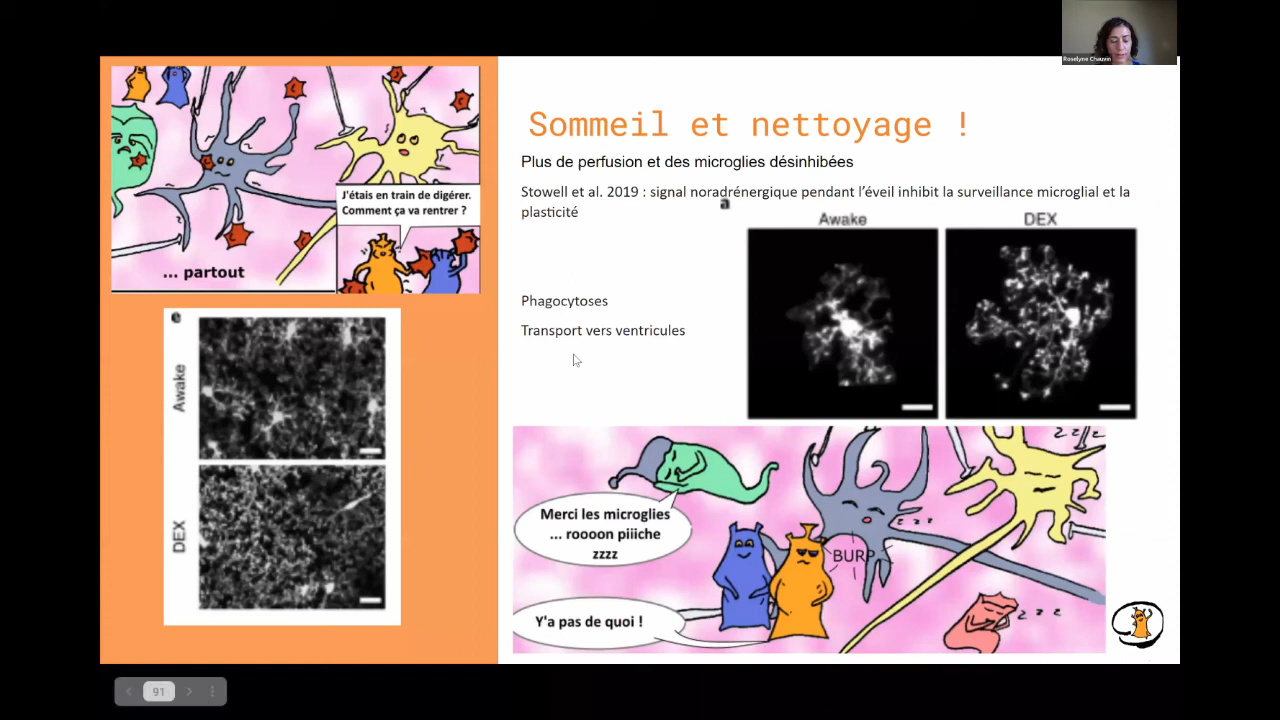 Roselyne Chauvin
J'étais en train de digérer.
Comment ça va rentrer ?
... partout
e
Awake
DEX
Sommeil et nettoyage !
Plus de perfusion et des microglies désinhibées
Stowell et al. 2019 : signal noradrénergique pendant l'éveil inhibit la surveillance microglial et la
plasticité
a
Awake
DEX
Phagocytoses
Transport vers ventricules
z z z z
Merci les microglies
... roooon piiiche
zzzz
z z z
BURP
Y'a pas de quoi !
z z z
91